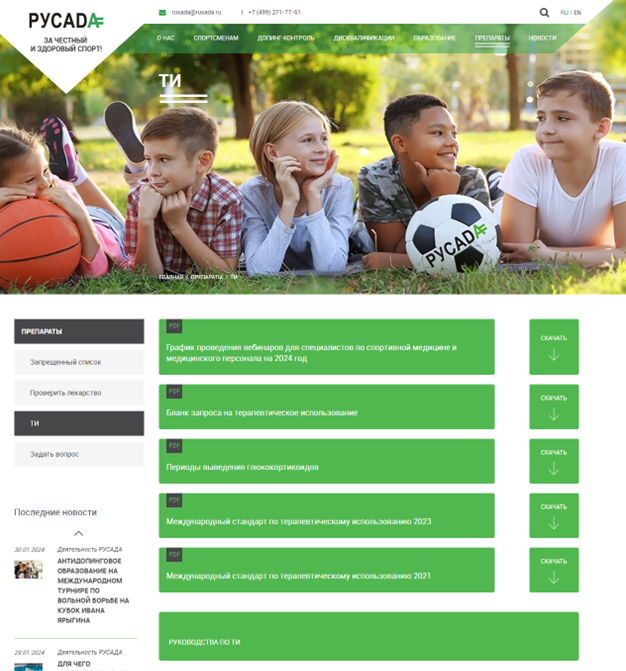 РУСАДА
ЗА ЧЕСТНЫЙ
И ЗДОРОВЫЙ СПОРТ!
rusada@rusada.ru | +7 (499) 271-77-61
RU / EN
О НАС СПОРТСМЕНАМ ДОПИНГ-КОНТРОЛЬ ДИСКВАЛИФИКАЦИИ ОБРАЗОВАНИЕ ПРЕПАРАТЫ НОВОСТИ
ТИ
РУСАДА
ГЛАВНАЯ / ПРЕПАРАТЫ / ТИ
ПРЕПАРАТЫ
Запрещенный список
Проверить лекарство
ТИ
Задать вопрос
Последние новости
30.01.2024 Деятельность РУСАДА
АНТИДОПИНГОВОЕ
ОБРАЗОВАНИЕ НА
МЕЖДУНАРОДНОМ
ТУРНИРЕ ПО
ВОЛЬНОЙ БОРЬБЕ НА
КУБОК ИВАНА
ЯРЫГИНА
29.01.2024 Деятельность РУСАДА
ДЛЯ ЧЕГО
PDF
График проведения вебинаров для специалистов по спортивной медицине и
медицинского персонала на 2024 год
СКАЧАТЬ
PDF
Бланк запроса на терапевтическое использование
СКАЧАТЬ
PDF
Периоды выведения глюкокортикоидов
СКАЧАТЬ
PDF
Международный стандарт по терапевтическому использованию 2023
СКАЧАТЬ
PDF
Международный стандарт по терапевтическому использованию 2021
СКАЧАТЬ
РУКОВОДСТВА ПО ТИ